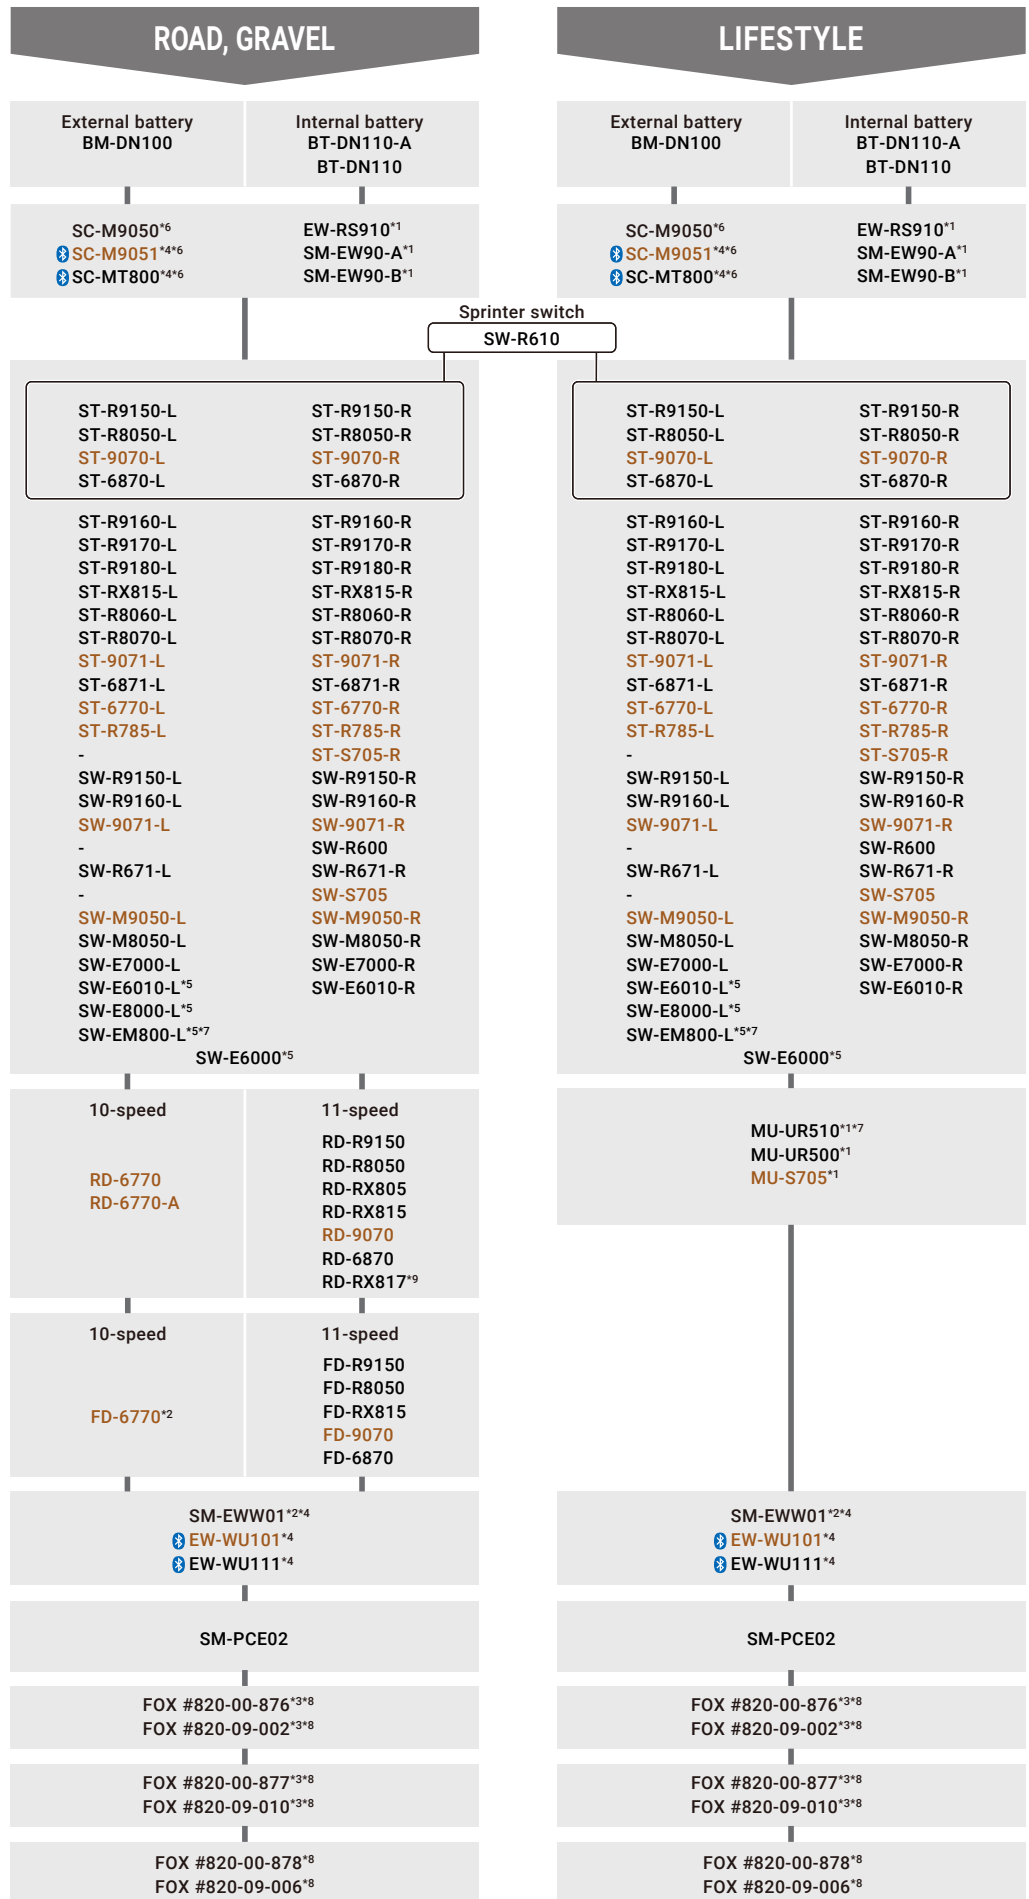 ROAD, GRAVEL
External battery
BM-DN100
Internal battery
BT-DN110-A
BT-DN110
SC-M9050*6
SC-M9051*4*6
SC-MT800*4*6
EW-RS910*1
SM-EW90-A*1
SM-EW90-B*1
LIFESTYLE
External battery
BM-DN100
Internal battery
BT-DN110-A
BT-DN110
SC-M9050*6
SC-M9051*4*6
SC-MT800*4*6
EW-RS910*1
SM-EW90-A*1
SM-EW90-B*1
Sprinter switch
SW-R610
ST-R9150-L ST-R9150-R
ST-R8050-L ST-R8050-R
ST-9070-L ST-9070-R
ST-6870-L ST-6870-R
ST-R9160-L ST-R9160-R
ST-R9170-L ST-R9170-R
ST-R9180-L ST-R9180-R
ST-RX815-L ST-RX815-R
ST-R8060-L ST-R8060-R
ST-R8070-L ST-R8070-R
ST-9071-L ST-9071-R
ST-6871-L ST-6871-R
ST-6770-L ST-6770-R
ST-R785-L ST-R785-R
- ST-S705-R
SW-R9150-L SW-R9150-R
SW-R9160-L SW-R9160-R
SW-9071-L SW-9071-R
- SW-R600
SW-R671-L SW-R671-R
- SW-S705
SW-M9050-L SW-M9050-R
SW-M8050-L SW-M8050-R
SW-E7000-L SW-E7000-R
SW-E6010-L*5 SW-E6010-R
SW-E8000-L*5
SW-EM800-L*5*7
SW-E6000*5
10-speed
RD-6770
RD-6770-A
11-speed
RD-R9150
RD-R8050
RD-RX805
RD-RX815
RD-9070
RD-6870
RD-RX817*9
10-speed
FD-6770*2
11-speed
FD-R9150
FD-R8050
FD-RX815
FD-9070
FD-6870
SM-EWW01*2*4
EW-WU101*4
EW-WU111*4
SM-PCE02
FOX #820-00-876*3*8
FOX #820-09-002*3*8
FOX #820-00-877*3*8
FOX #820-09-010*3*8
FOX #820-00-878*8
FOX #820-09-006*8
ST-R9150-L ST-R9150-R
ST-R8050-L ST-R8050-R
ST-9070-L ST-9070-R
ST-6870-L ST-6870-R
ST-R9160-L ST-R9160-R
ST-R9170-L ST-R9170-R
ST-R9180-L ST-R9180-R
ST-RX815-L ST-RX815-R
ST-R8060-L ST-R8060-R
ST-R8070-L ST-R8070-R
ST-9071-L ST-9071-R
ST-6871-L ST-6871-R
ST-6770-L ST-6770-R
ST-R785-L ST-R785-R
- ST-S705-R
SW-R9150-L SW-R9150-R
SW-R9160-L SW-R9160-R
SW-9071-L SW-9071-R
- SW-R600
SW-R671-L SW-R671-R
- SW-S705
SW-M9050-L SW-M9050-R
SW-M8050-L SW-M8050-R
SW-E7000-L SW-E7000-R
SW-E6010-L*5 SW-E6010-R
SW-E8000-L*5
SW-EM800-L*5*7
SW-E6000*5
MU-UR510*1*7
MU-UR500*1
MU-S705*1
SM-EWW01*2*4
EW-WU101*4
EW-WU111*4
SM-PCE02
FOX #820-00-876*3*8
FOX #820-09-002*3*8
FOX #820-00-877*3*8
FOX #820-09-010*3*8
FOX #820-00-878*8
FOX #820-09-006*8